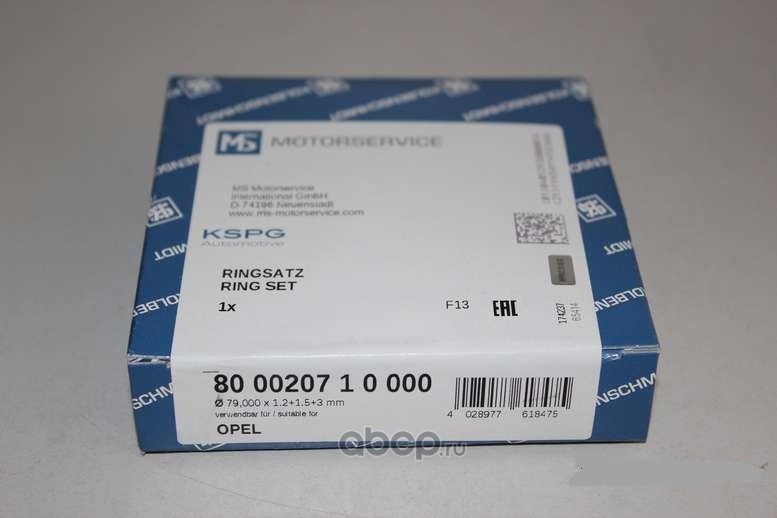 MS MOTORSERVICE
MS Motorservice
International GmbH
D-74196 Neuenstadt
www.ms-motorservice.com
KSPG
Automotive
RINGSATZ
RING SET
1x
F13
EAC
174237
65414
80 00207 1 0 000
Ø 79,000 x 1.2+1.5+3 mm
verwendbar für / suitable for
OPEL
4 028977 618475
KOLBENSCHMIDT
abcp.ru